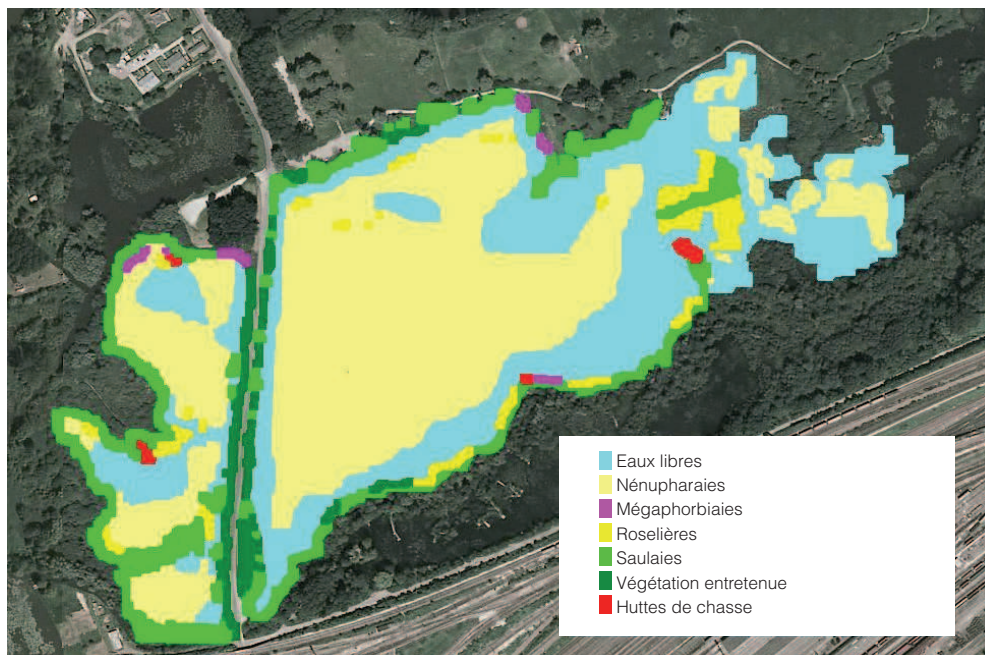 Eaux libres
Nénupharaies
Mégaphorbiaies
Roselières
Saulaies
Végétation entretenue
Huttes de chasse